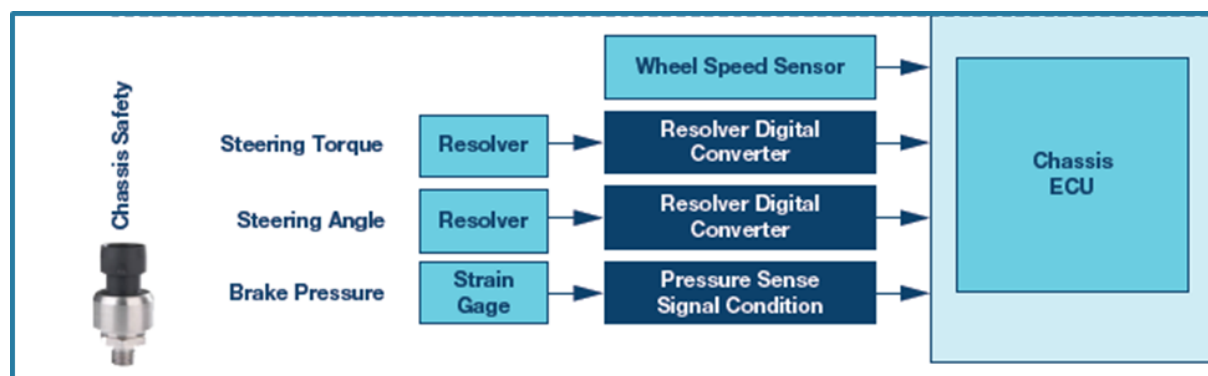 Chassis Safety
Wheel Speed Sensor
Steering Torque
Resolver
Resolver Digital
Converter
Steering Angle
Resolver
Resolver Digital
Converter
Brake Pressure
Strain
Gage
Pressure Sense
Signal Condition
Chassis
ECU